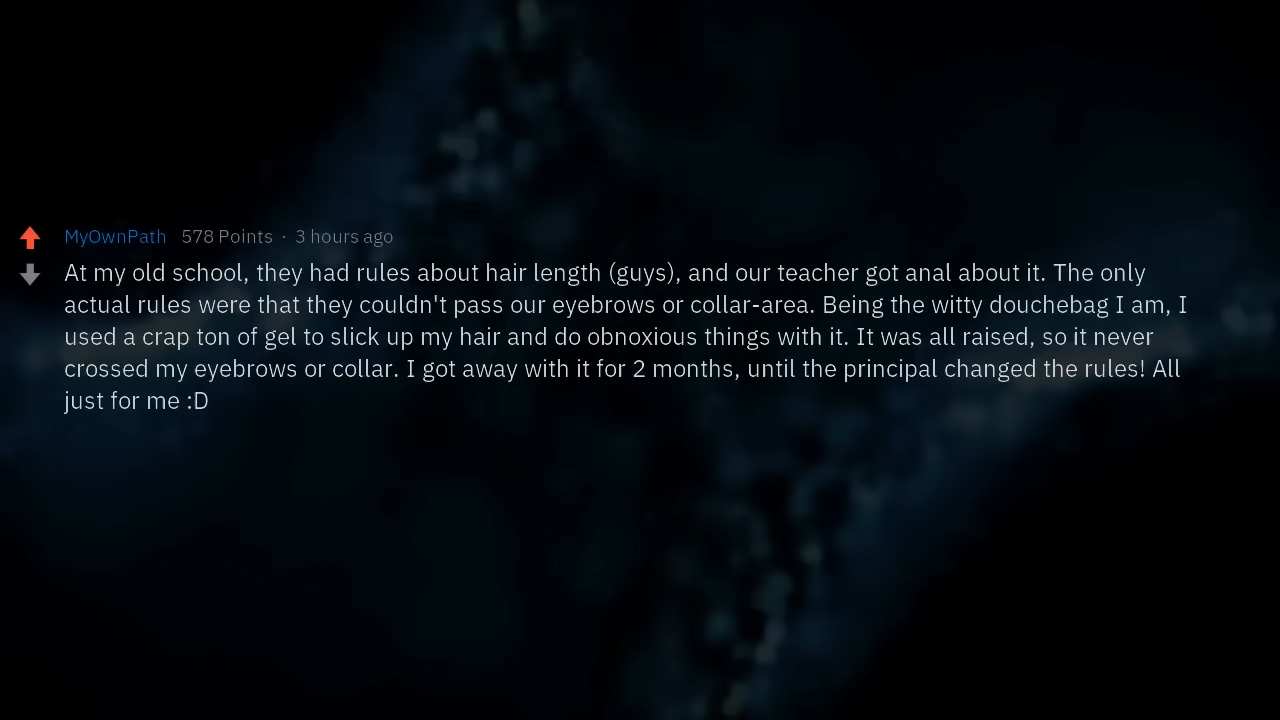 MyOwnPath 578 Points · 3 hours ago
At my old school, they had rules about hair length (guys), and our teacher got anal about it. The only
actual rules were that they couldn't pass our eyebrows or collar-area. Being the witty douchebag I am, I
used a crap ton of gel to slick up my hair and do obnoxious things with it. It was all raised, so it never
crossed my eyebrows or collar. I got away with it for 2 months, until the principal changed the rules! All
just for me :D